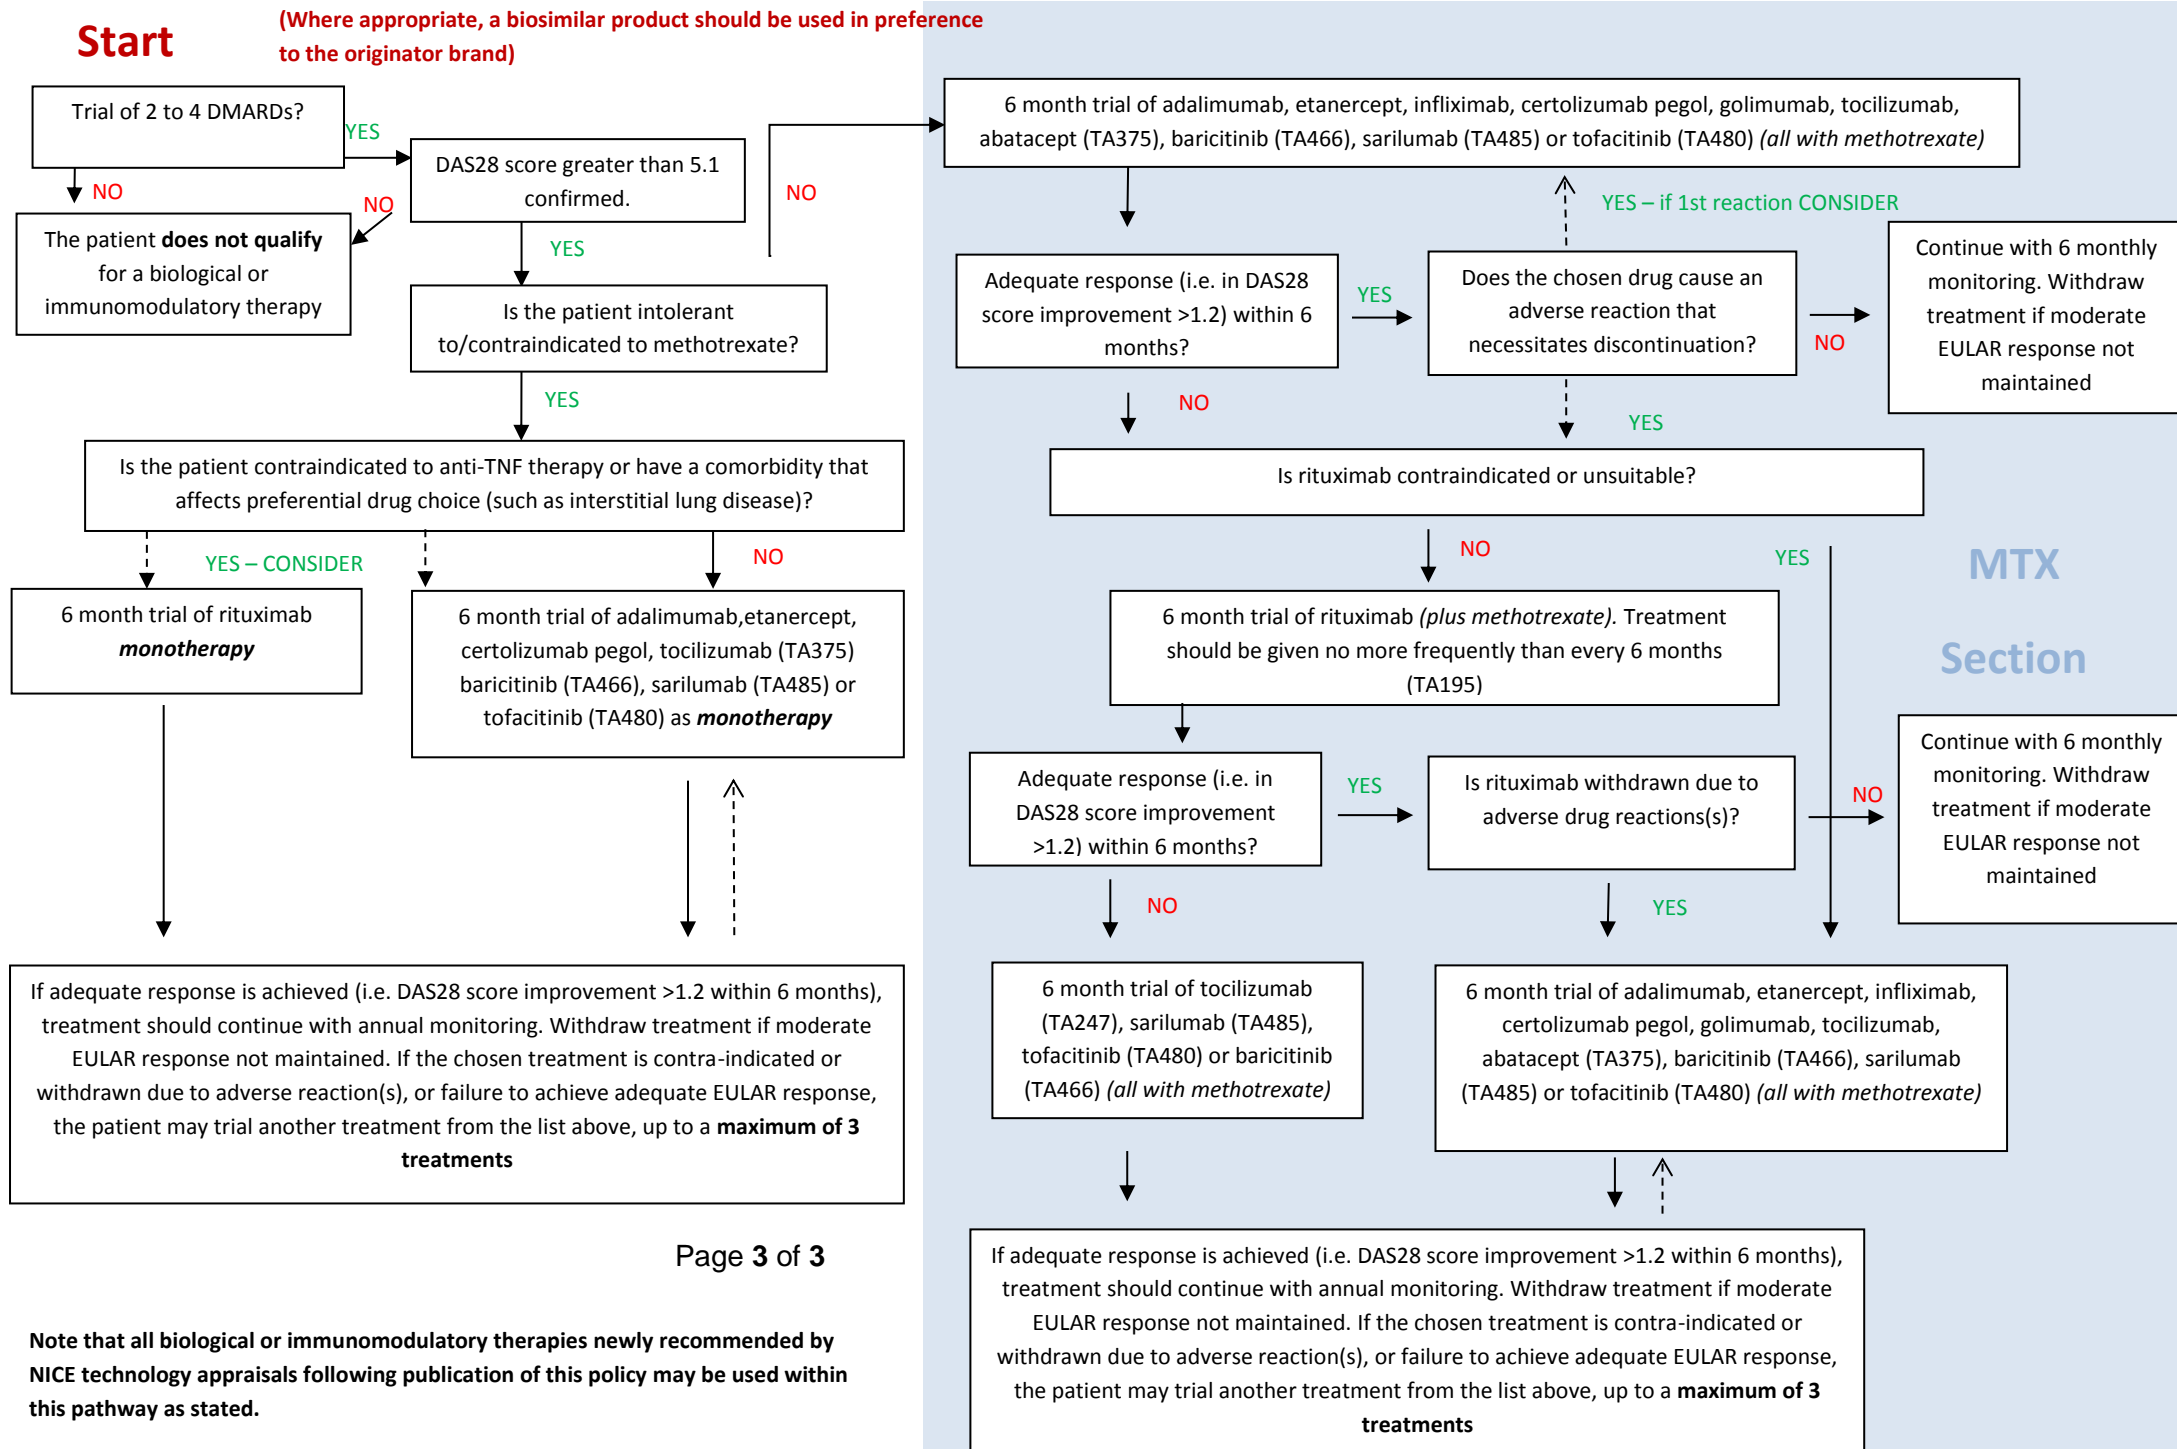 Start
(Where appropriate, a biosimilar product should be used in preference
to the originator brand)
Trial of 2 to 4 DMARDs?
YES
NO
DAS28 score greater than 5.1
confirmed.
NO
YES
The patient does not qualify
for a biological or
immunomodulatory therapy
Is the patient intolerant
to/contraindicated to methotrexate?
NO
YES
Is the patient contraindicated to anti-TNF therapy or have a comorbidity that
affects preferential drug choice (such as interstitial lung disease)?
YES – CONSIDER
NO
6 month trial of rituximab
monotherapy
6 month trial of adalimumab,etanercept,
certolizumab pegol, tocilizumab (TA375)
baricitinib (TA466), sarilumab (TA485) or
tofacitinib (TA480) as monotherapy
If adequate response is achieved (i.e. DAS28 score improvement >1.2 within 6 months),
treatment should continue with annual monitoring. Withdraw treatment if moderate
EULAR response not maintained. If the chosen treatment is contra-indicated or
withdrawn due to adverse reaction(s), or failure to achieve adequate EULAR response,
the patient may trial another treatment from the list above, up to a maximum of 3
treatments
Page 3 of 3
Note that all biological or immunomodulatory therapies newly recommended by
NICE technology appraisals following publication of this policy may be used within
this pathway as stated.
6 month trial of adalimumab, etanercept, infliximab, certolizumab pegol, golimumab, tocilizumab,
abatacept (TA375), baricitinib (TA466), sarilumab (TA485) or tofacitinib (TA480) (all with methotrexate)
YES – if 1st reaction CONSIDER
Adequate response (i.e. in DAS28
score improvement >1.2) within 6
months?
YES
NO
Does the chosen drug cause an
adverse reaction that
necessitates discontinuation?
NO
YES
Continue with 6 monthly
monitoring. Withdraw
treatment if moderate
EULAR response not
maintained
Is rituximab contraindicated or unsuitable?
NO
YES
MTX
Section
6 month trial of rituximab (plus methotrexate). Treatment
should be given no more frequently than every 6 months
(TA195)
Adequate response (i.e. in
DAS28 score improvement
>1.2) within 6 months?
YES
NO
Is rituximab withdrawn due to
adverse drug reactions(s)?
NO
YES
Continue with 6 monthly
monitoring. Withdraw
treatment if moderate
EULAR response not
maintained
6 month trial of tocilizumab
(TA247), sarilumab (TA485),
tofacitinib (TA480) or baricitinib
(TA466) (all with methotrexate)
6 month trial of adalimumab, etanercept, infliximab,
certolizumab pegol, golimumab, tocilizumab,
abatacept (TA375), baricitinib (TA466), sarilumab
(TA485) or tofacitinib (TA480) (all with methotrexate)
If adequate response is achieved (i.e. DAS28 score improvement >1.2 within 6 months),
treatment should continue with annual monitoring. Withdraw treatment if moderate
EULAR response not maintained. If the chosen treatment is contra-indicated or
withdrawn due to adverse reaction(s), or failure to achieve adequate EULAR response,
the patient may trial another treatment from the list above, up to a maximum of 3
treatments